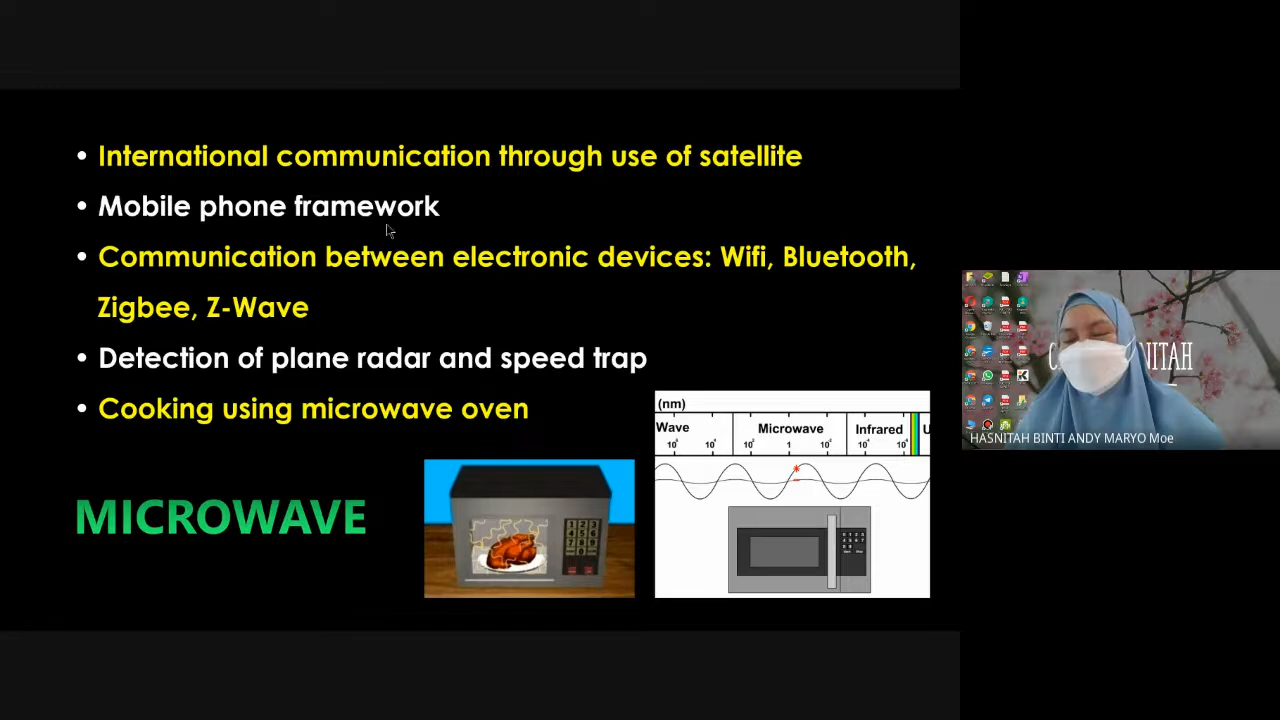 • International communication through use of satellite
• Mobile phone framework
• Communication between electronic devices: Wifi, Bluetooth,
Zigbee, Z-Wave
• Detection of plane radar and speed trap
• Cooking using microwave oven
(nm)
Wave Microwave Infrared U
MICROWAVE
NITAH
HASNITAH BINTI ANDY MARYO Moe